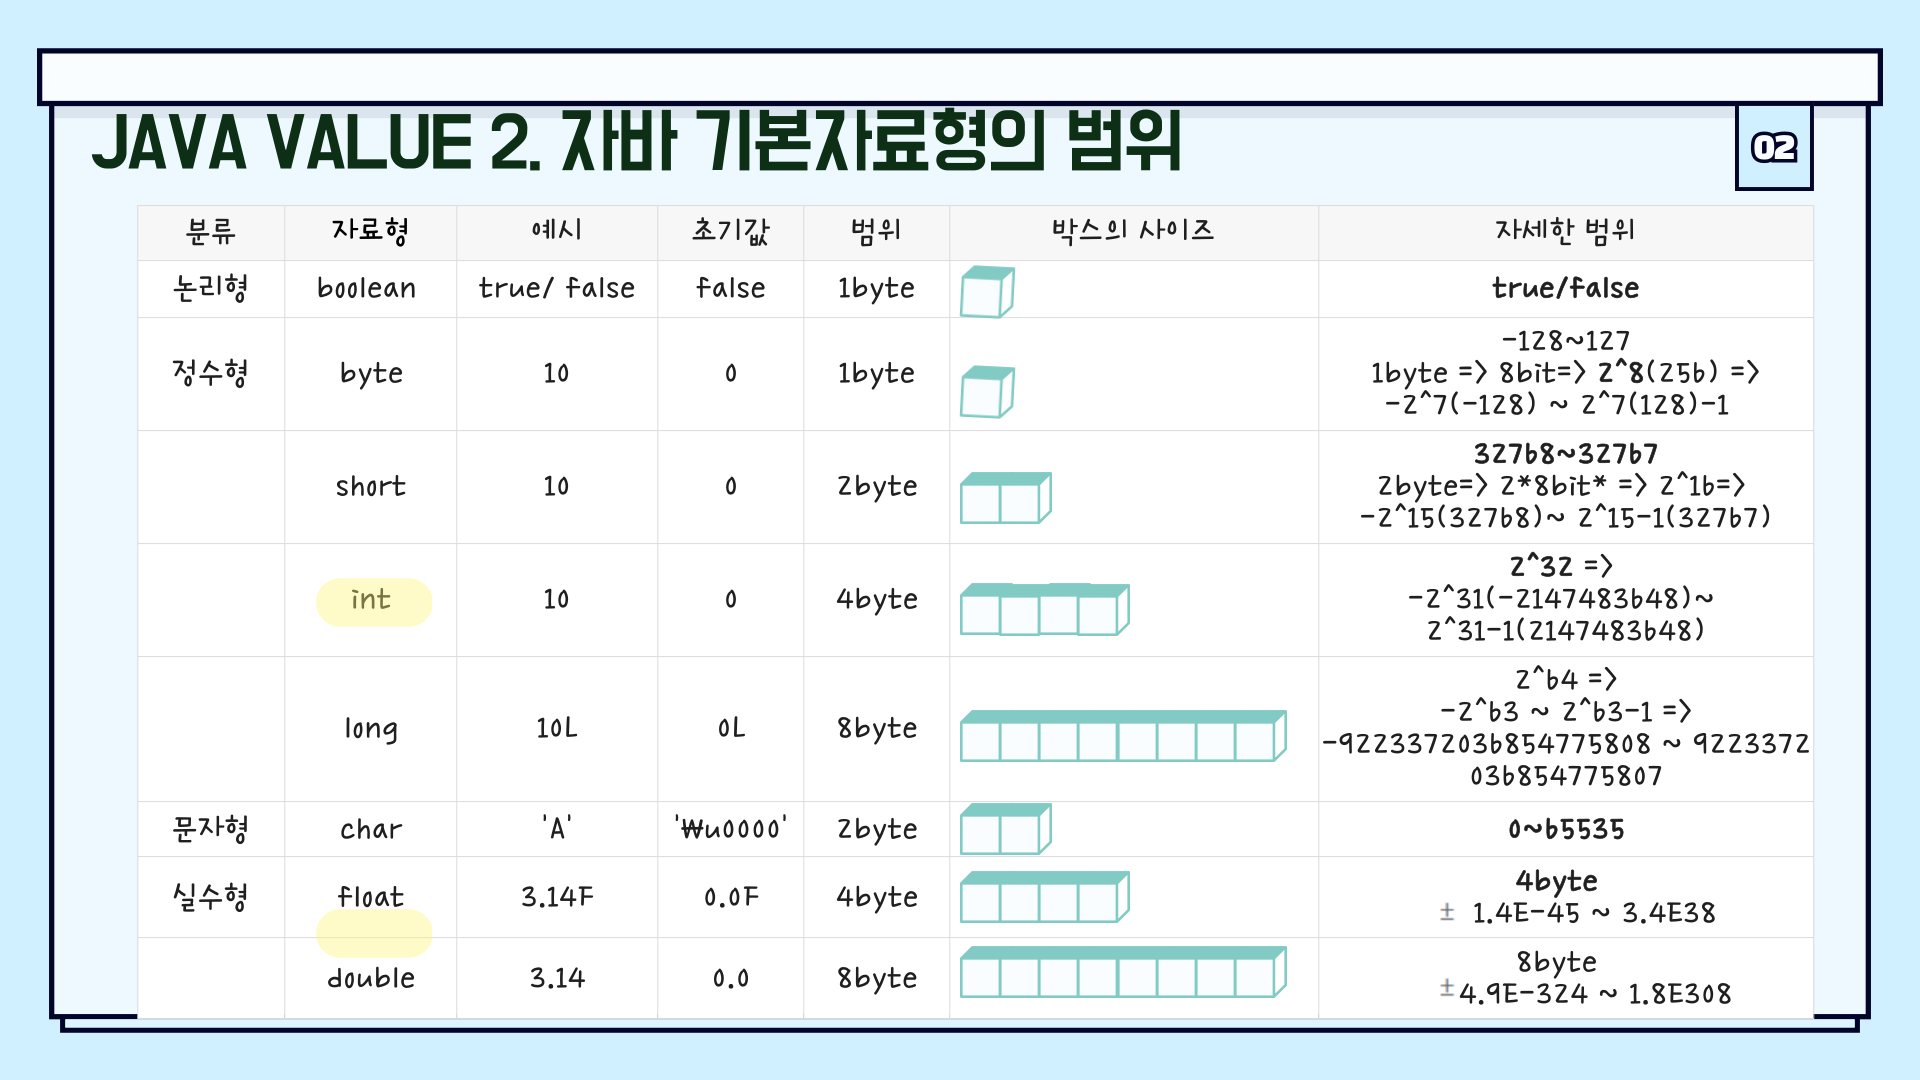 JAVA VALUE 2. 자바 기본자료형의 범위
02
분류 자료형 예시 초기값 범위 박스의 사이즈 자세한 범위
논리형 boolean true/ false false 1byte true/false
정수형 byte 10 0 1byte
-128~127
1byte => 8bit=> 2^8(256) =>
-2^7(-128) ~ 2^7(128)-1
short 10 0 2byte
32768~32767
2byte=> 2*8bit* => 2^16=>
-2^15(32768)~ 2^15-1(32767)
int 10 0 4byte
2^32 =>
-2^31(-2147483648)~
2^31-1(2147483648)
long 10L 0L 8byte
2^64 =>
-2^63 ~ 2^63-1 =>
-9223372036854775808 ~ 9223372
036854775807
문자형 char 'A' '₩u0000' 2byte 0~65535
실수형 float 3.14F 0.0F 4byte
4byte
± 1.4E-45 ~ 3.4E38
double 3.14 0.0 8byte
8byte
± 4.9E-324 ~ 1.8E308